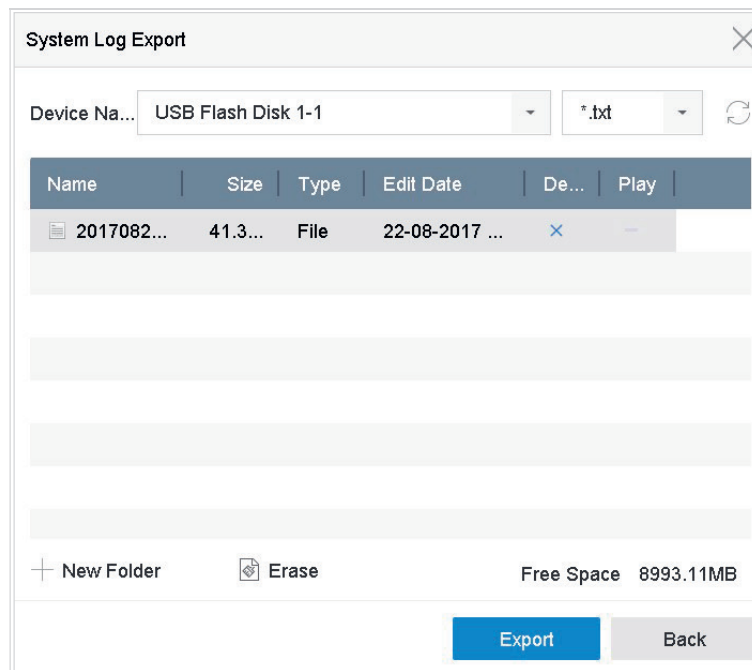 System Log Export
Device Na... USB Flash Disk 1-1 *.txt
Name Size Type Edit Date De... Play
2017082... 41.3... File 22-08-2017 ...
New Folder Erase Free Space 8993.11MB
Export Back